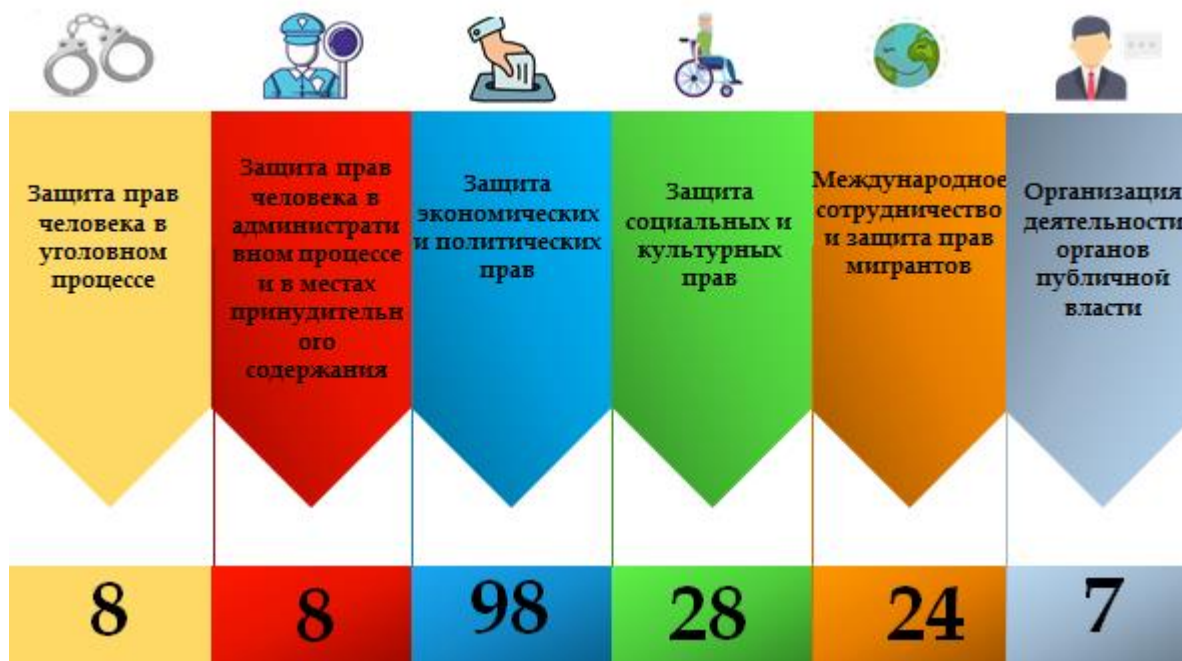 Защита прав
человека в
уголовном
процессе
Защита прав
человека в
администрати
вном процессе
и в местах
принудительн
ого
содержания
Защита
экономических
и политических
прав
Защита
социальных и
культурных
прав
Международное
сотрудничество
и защита прав
мигрантов
Организация
деятельности
органов
публичной
власти
8
8
98
28
24
7